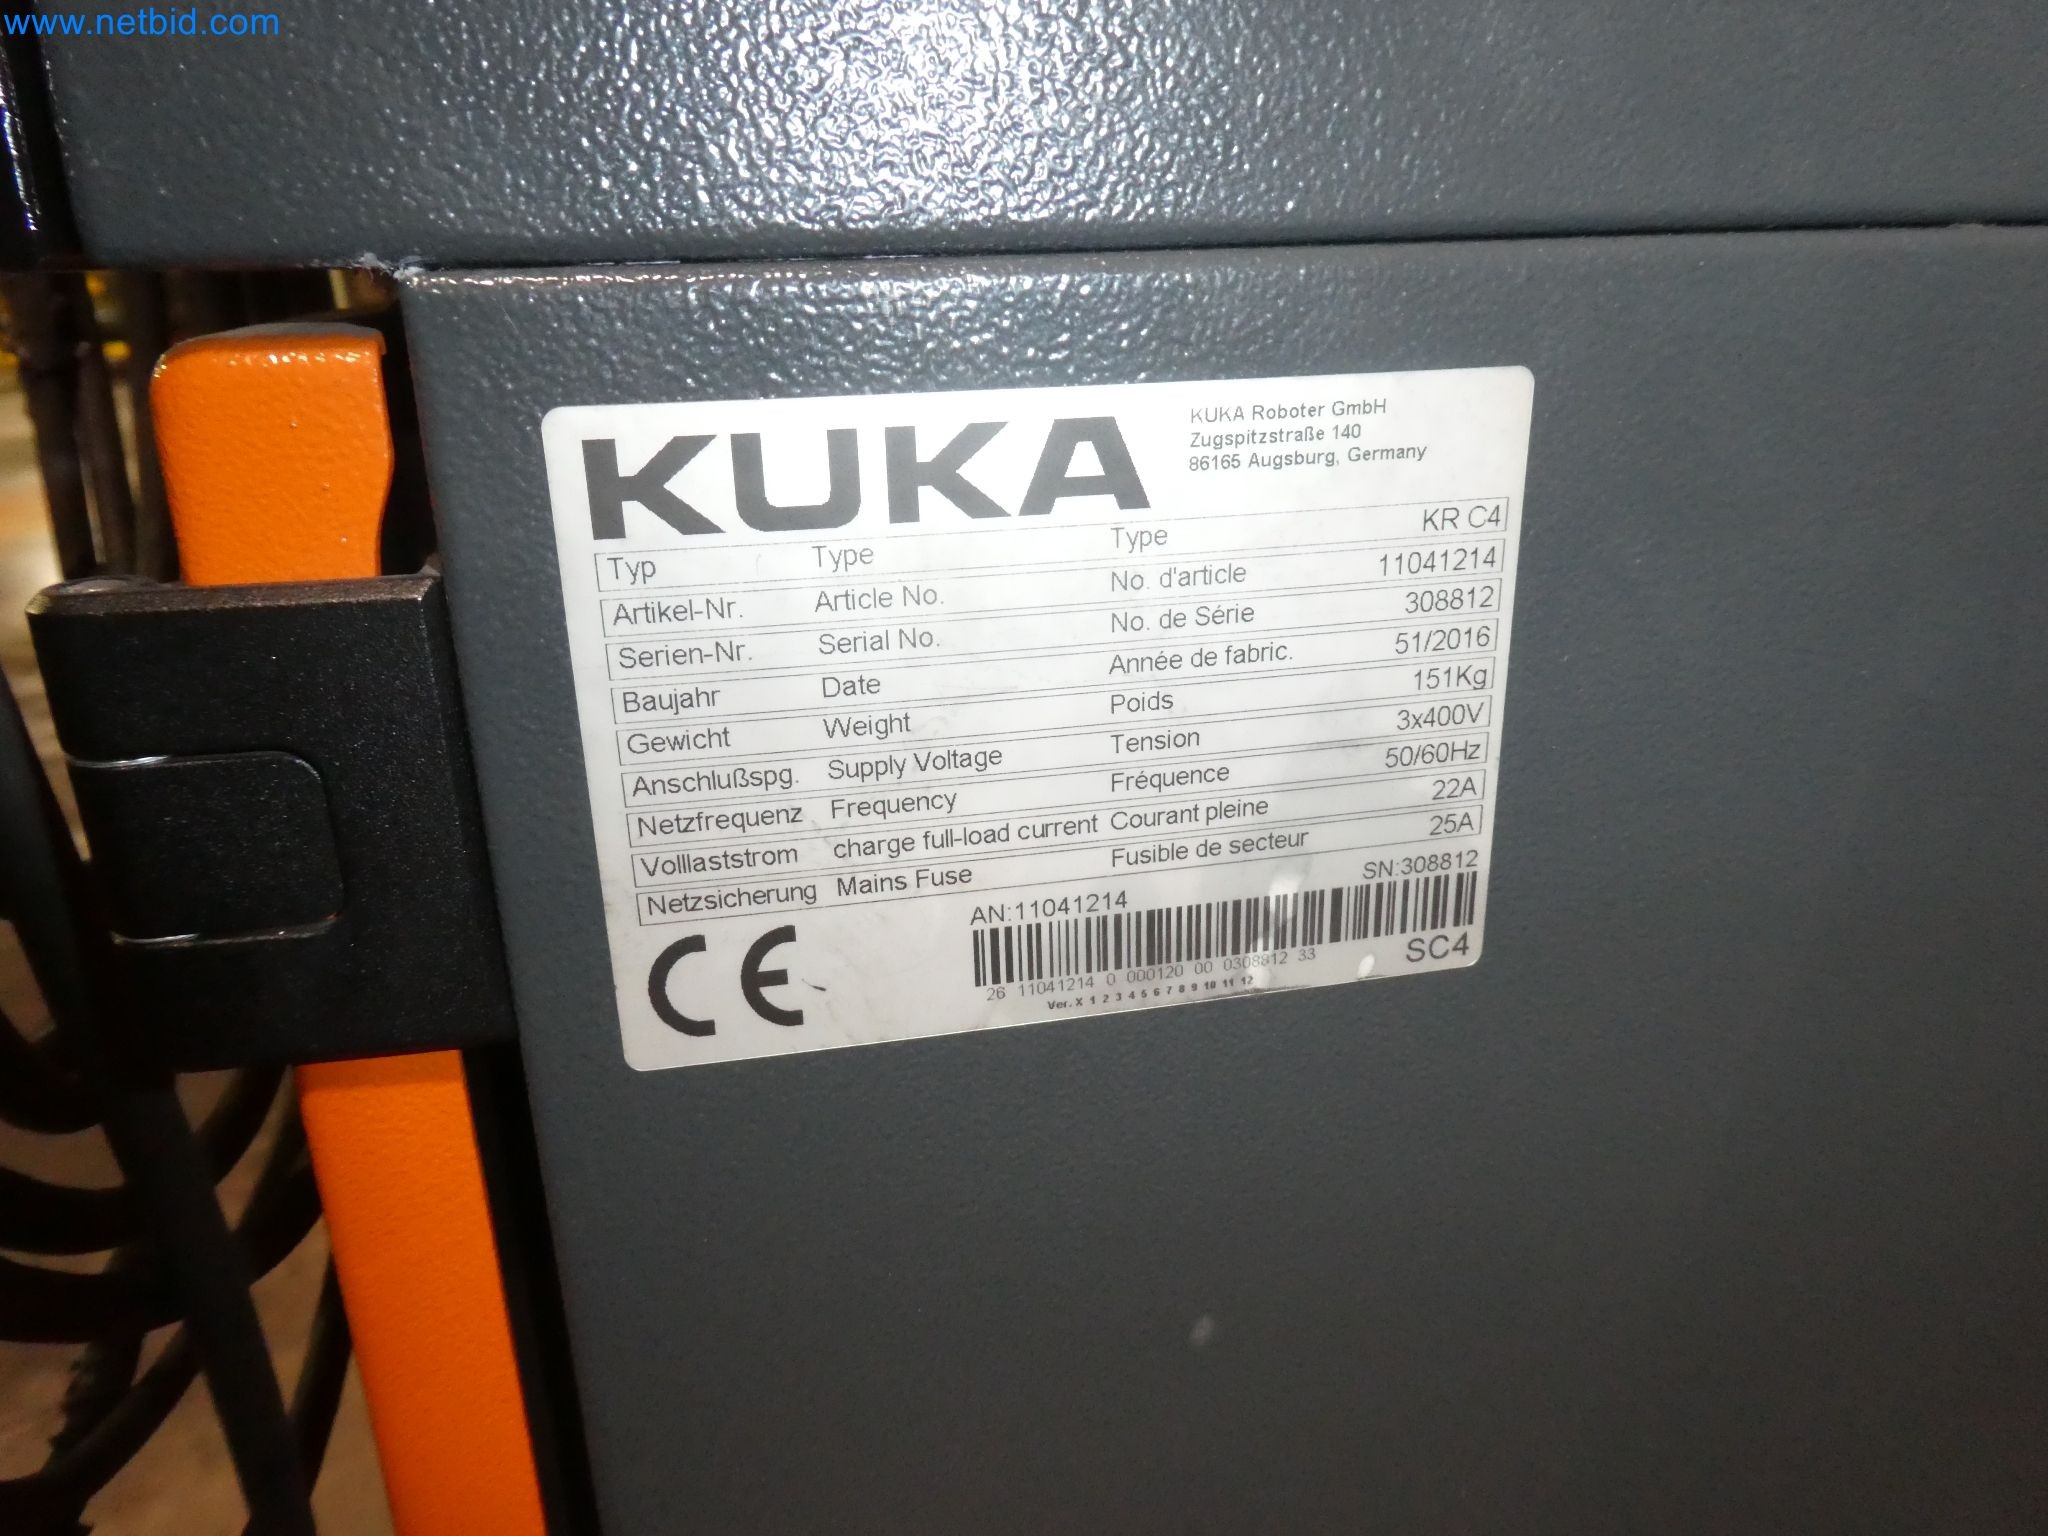 www.netbid.com
KUKA
KUKA Roboter GmbH
Zugspitzstraße 140
86165 Augsburg, Germany
Typ Type Type KR C4
Artikel-Nr. Article No. No. d'article 11041214
Serien-Nr. Serial No. No. de Série 308812
Baujahr Date Année de fabric. 51/2016
Gewicht Weight Poids 151Kg
Anschlußspg. Supply Voltage Tension 3x400V
Netzfrequenz Frequency Fréquence 50/60Hz
Volllaststrom charge full-load current Courant pleine 22A
Netzsicherung Mains Fuse Fusible de secteur 25A
AN:11041214 SN:308812
26 11041214 0 000120 00 0308812 33
SC4
Ver. X 1 2 3 4 5 6 7 8 9 10 11 12
CE